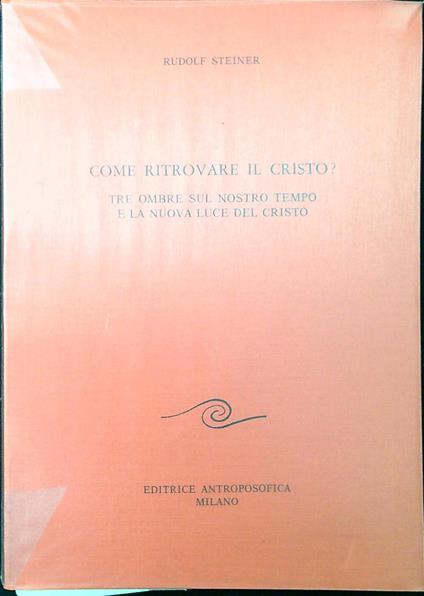 RUDOLF STEINER
COME RITROVARE IL CRISTO?
TRE OMBRE SUL NOSTRO TEMPO
E LA NUOVA LUCE DEL CRISTO
EDITRICE ANTROPOSOFICA
MILANO